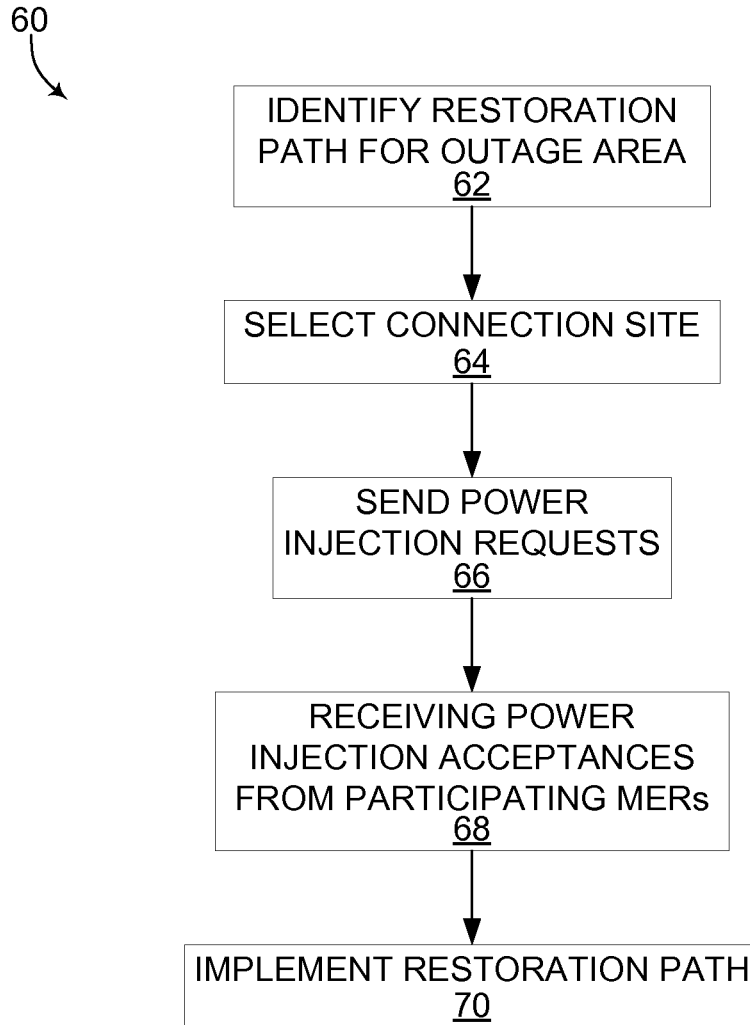 60
IDENTIFY RESTORATION
PATH FOR OUTAGE AREA
62
SELECT CONNECTION SITE
64
SEND POWER
INJECTION REQUESTS
66
RECEIVING POWER
INJECTION ACCEPTANCES
FROM PARTICIPATING MERs
68
IMPLEMENT RESTORATION PATH
70